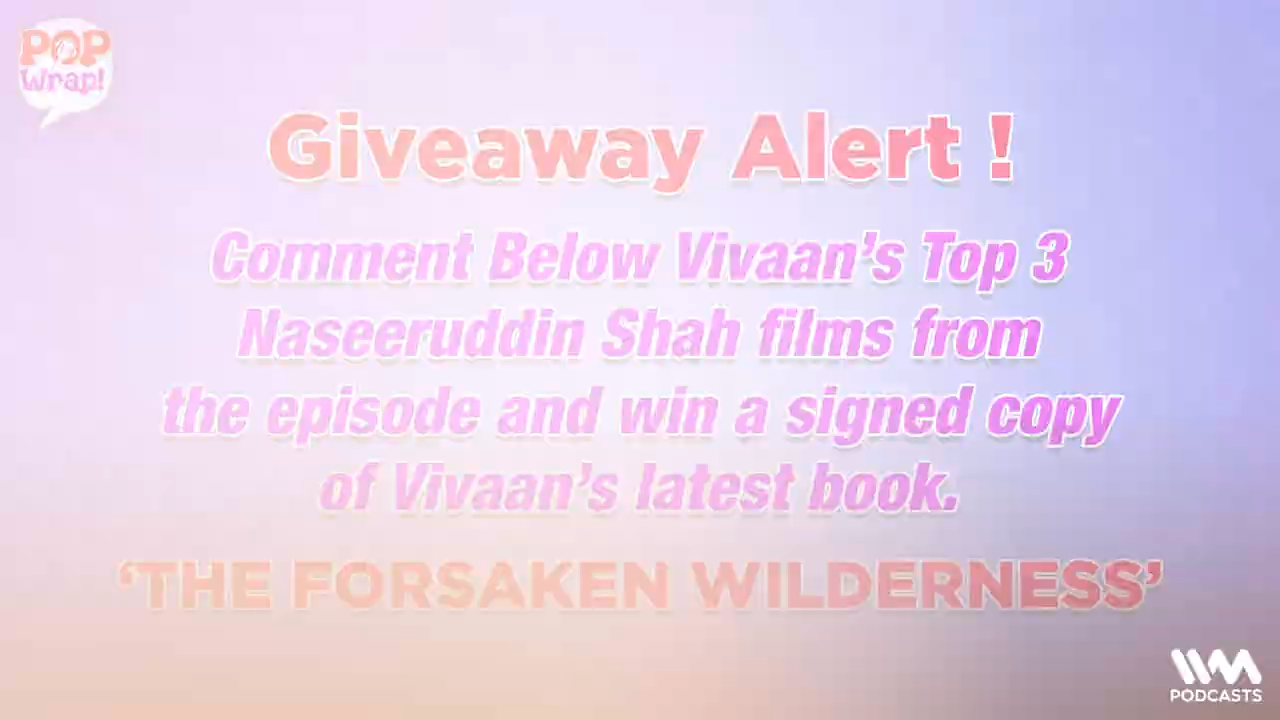 POP
Wrap!
Giveaway Alert !
Comment Below Vivaan's Top 3
Naseeruddin Shah films from
the episode and win a signed copy
of Vivaan's latest book.
'THE FORSAKEN WILDERNESS'
IVM
PODCASTS